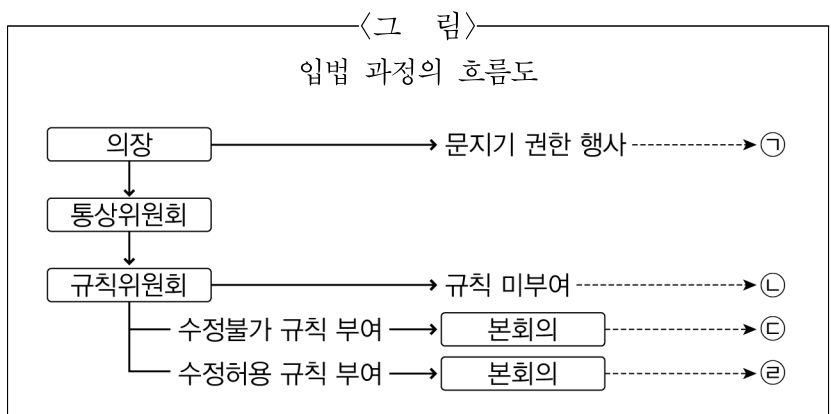 〈그 림〉
입법 과정의 흐름도
의장 문지기 권한 행사 ㉠
통상위원회
규칙위원회 규칙 미부여 ㉡
수정불가 규칙 부여 본회의 ㉢
수정허용 규칙 부여 본회의 ㉣